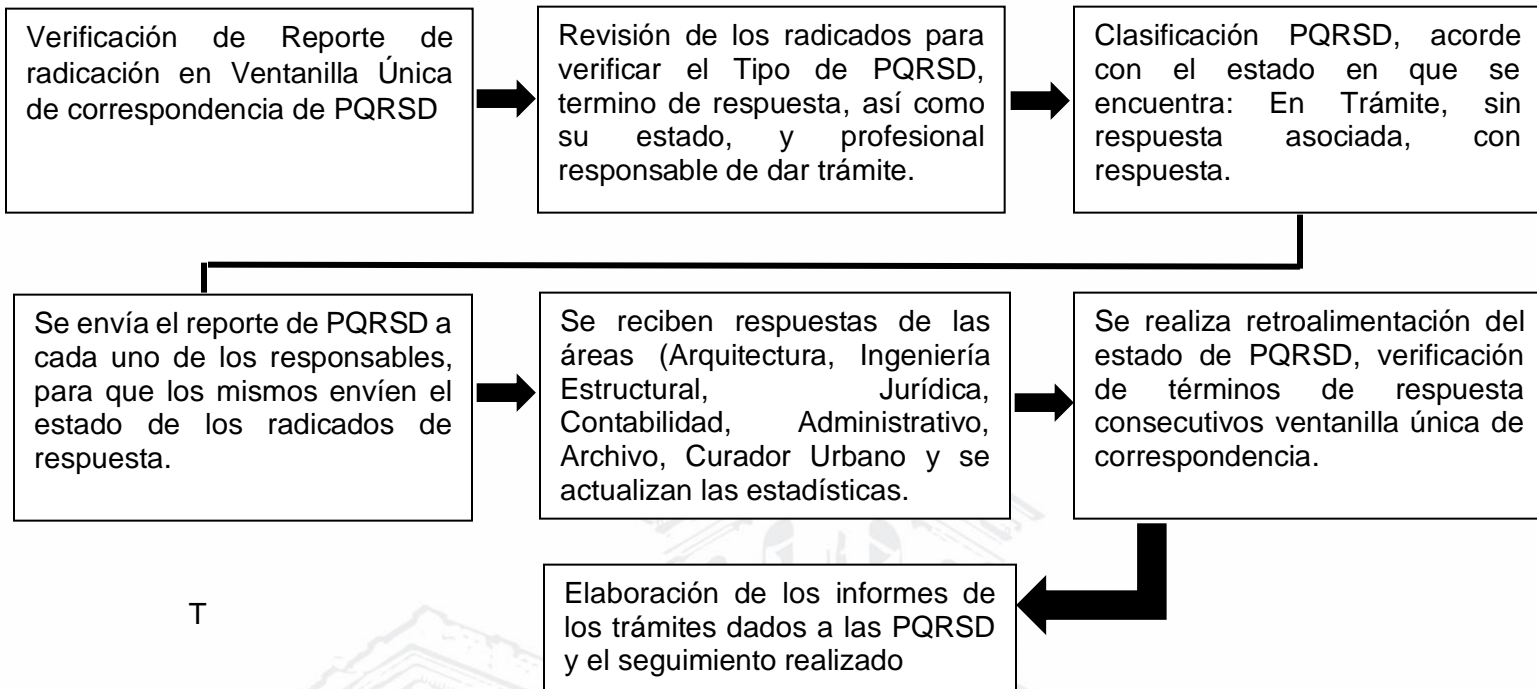 Verificación de Reporte de
radicación en Ventanilla Única
de correspondencia de PQRSD
Revisión de los radicados para
verificar el Tipo de PQRSD,
termino de respuesta, así como
su estado, y profesional
responsable de dar trámite.
Clasificación PQRSD, acorde
con el estado en que se
encuentra: En Trámite, sin
respuesta asociada, con
respuesta.
Se envía el reporte de PQRSD a
cada uno de los responsables,
para que los mismos envíen el
estado de los radicados de
respuesta.
Se reciben respuestas de las
áreas (Arquitectura, Ingeniería
Estructural, Jurídica,
Contabilidad, Administrativo,
Archivo, Curador Urbano y se
actualizan las estadísticas.
Se realiza retroalimentación del
estado de PQRSD, verificación
de términos de respuesta
consecutivos ventanilla única de
correspondencia.
T
Elaboración de los informes de
los trámites dados a las PQRSD
y el seguimiento realizado